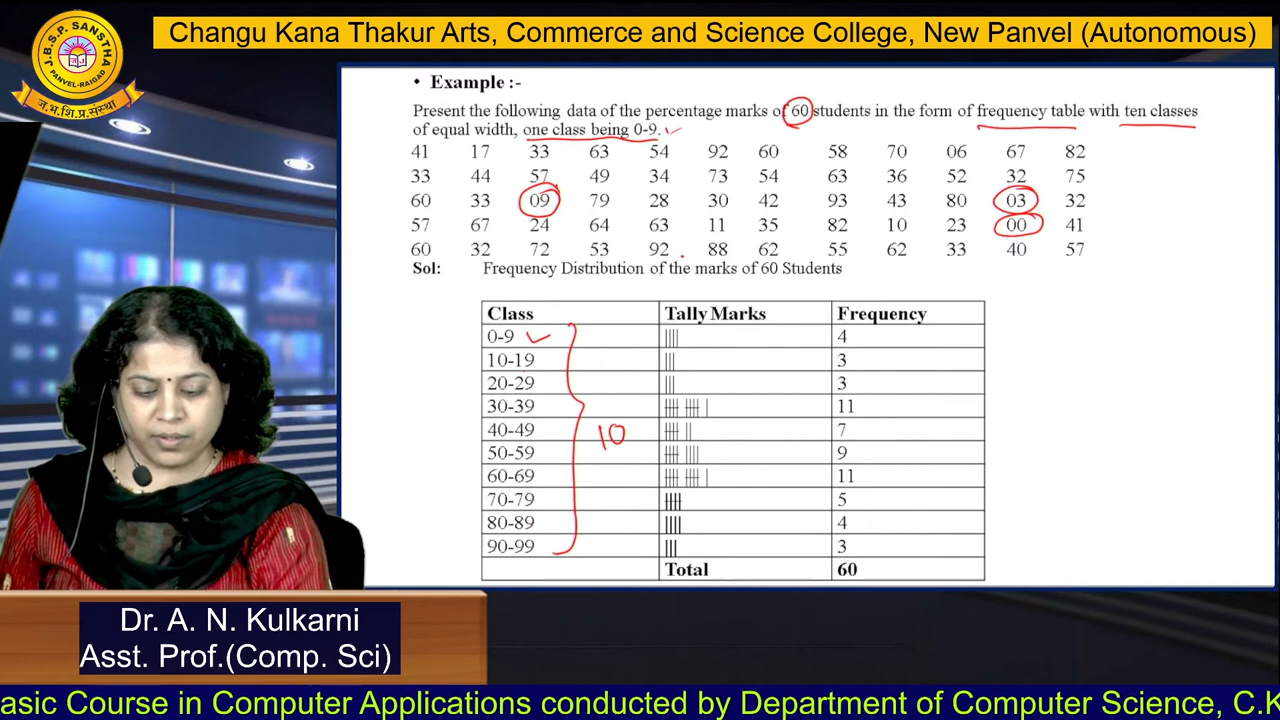 Changu Kana Thakur Arts, Commerce and Science College, New Panvel (Autonomous)
J.B.S.P. SANSTHA
PANVEL-RAIGAD
ज.भ.शि.प्र.संस्था
• Example :-
Present the following data of the percentage marks of 60 students in the form of frequency table with ten classes
of equal width, one class being 0-9.
41 17 33 63 54 92 60 58 70 06 67 82
33 44 57 49 34 73 54 63 36 52 32 75
60 33 09 79 28 30 42 93 43 80 03 32
57 67 24 64 63 11 35 82 10 23 00 41
60 32 72 53 92 88 62 55 62 33 40 57
Sol: Frequency Distribution of the marks of 60 Students
Class Tally Marks Frequency
0-9 |||| 4
10-19 ||| 3
20-29 ||| 3
30-39 |||| |||| | 11
40-49 |||| || 7
50-59 |||| |||| 9
60-69 |||| |||| | 11
70-79 |||| 5
80-89 |||| 4
90-99 ||| 3
Total 60
10
Dr. A. N. Kulkarni
Asst. Prof.(Comp. Sci)
asic Course in Computer Applications conducted by Department of Computer Science, C.K